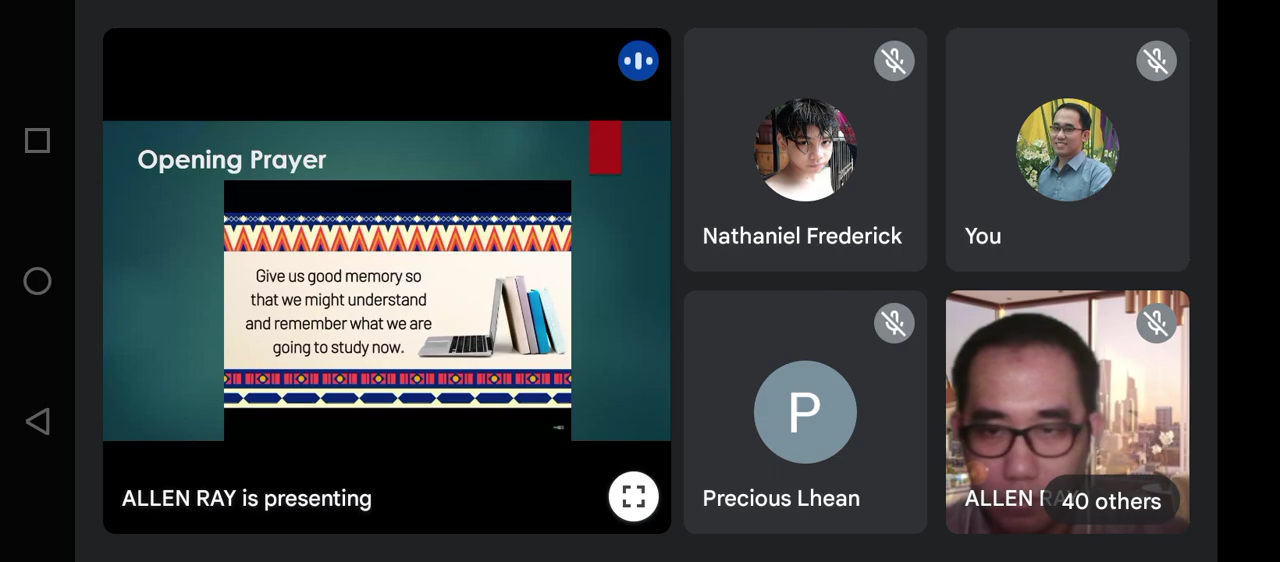 Opening Prayer
Give us good memory so
that we might understand
and remember what we are
going to study now.
ALLEN RAY is presenting
Nathaniel Frederick
You
P
Precious Lhean
ALLEN RA
40 others